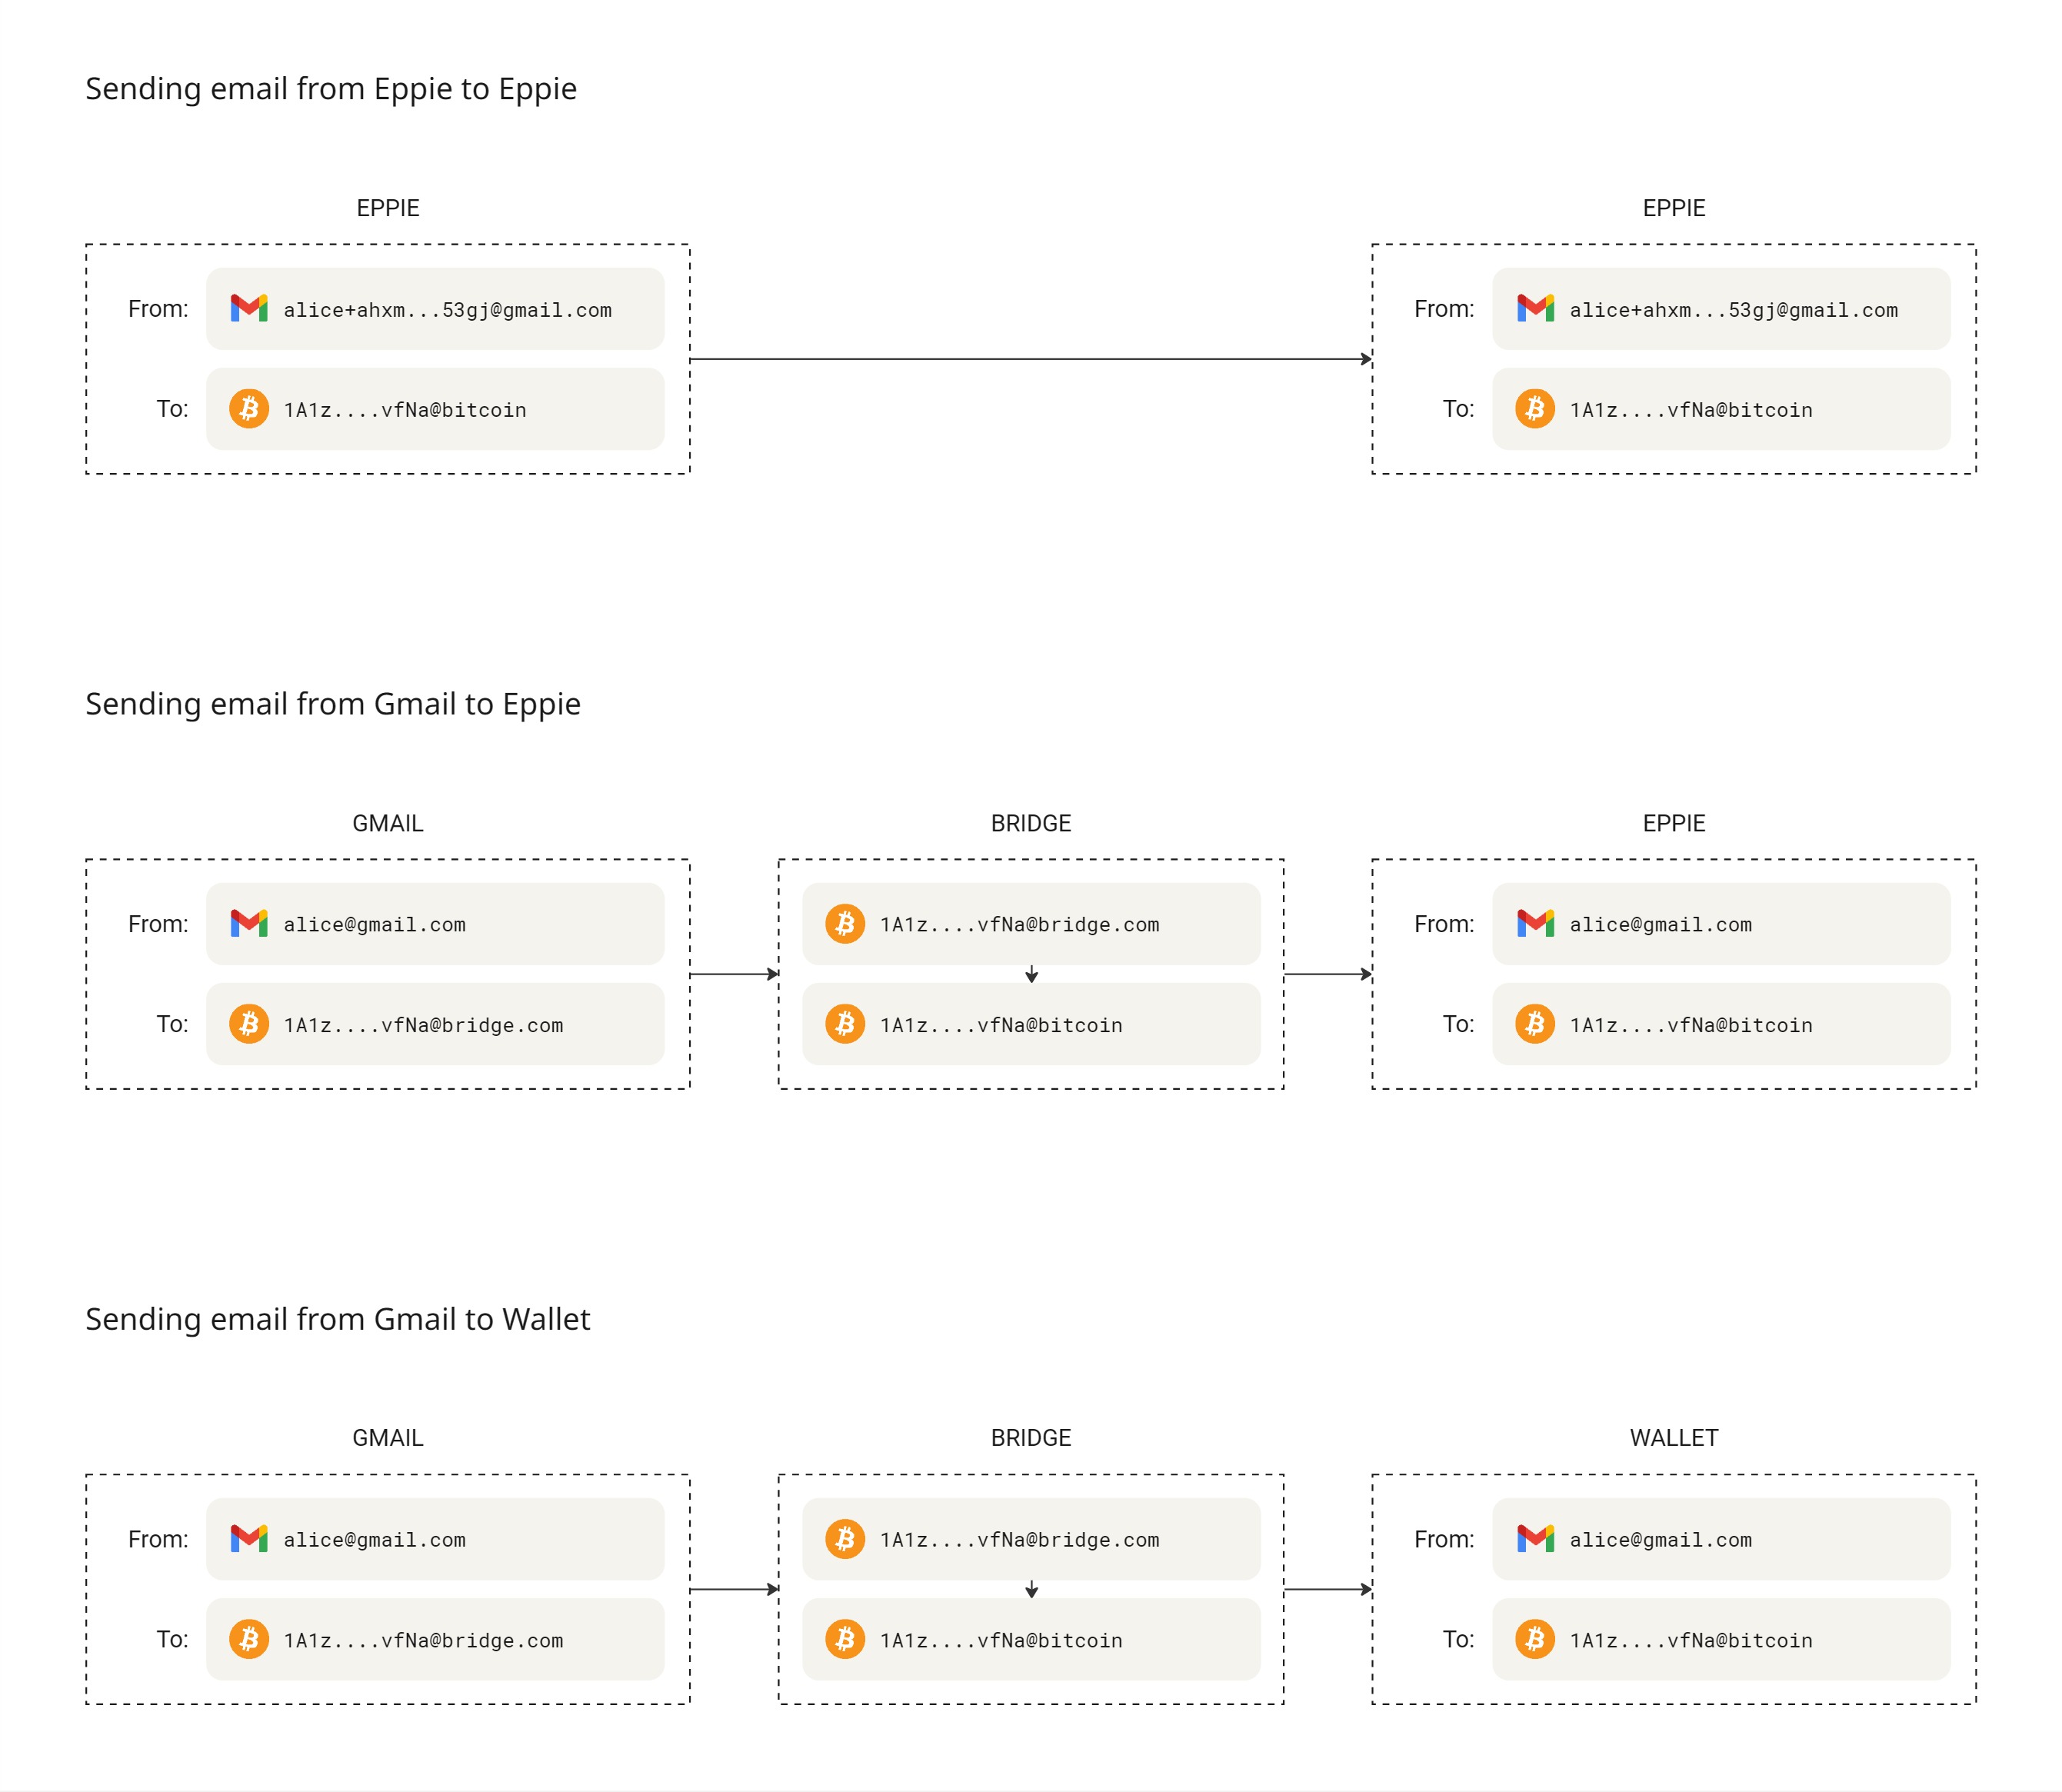 Sending email from Eppie to Eppie
EPPIE
EPPIE
From:
alice+ahxm...53gj@gmail.com
From:
alice+ahxm...53gj@gmail.com
To:
1A1z....vfNa@bitcoin
To:
1A1z....vfNa@bitcoin
Sending email from Gmail to Eppie
GMAIL
BRIDGE
EPPIE
From:
alice@gmail.com
1A1z....vfNa@bridge.com
From:
alice@gmail.com
To:
1A1z....vfNa@bridge.com
1A1z....vfNa@bitcoin
To:
1A1z....vfNa@bitcoin
Sending email from Gmail to Wallet
GMAIL
BRIDGE
WALLET
From:
alice@gmail.com
1A1z....vfNa@bridge.com
From:
alice@gmail.com
To:
1A1z....vfNa@bridge.com
1A1z....vfNa@bitcoin
To:
1A1z....vfNa@bitcoin